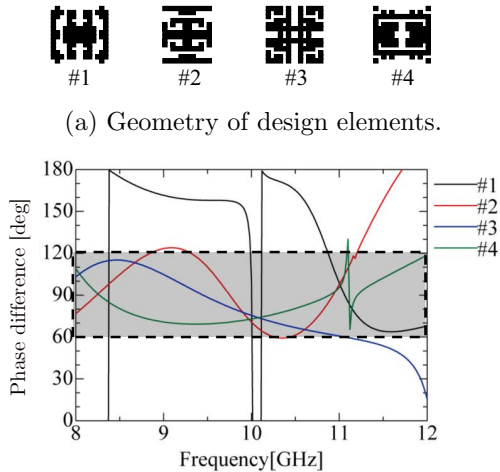 #1 #2 #3 #4
(a) Geometry of design elements.
Phase difference [deg]
180
150
120
90
60
30
0
8 9 10 11 12
Frequency[GHz]
#1
#2
#3
#4